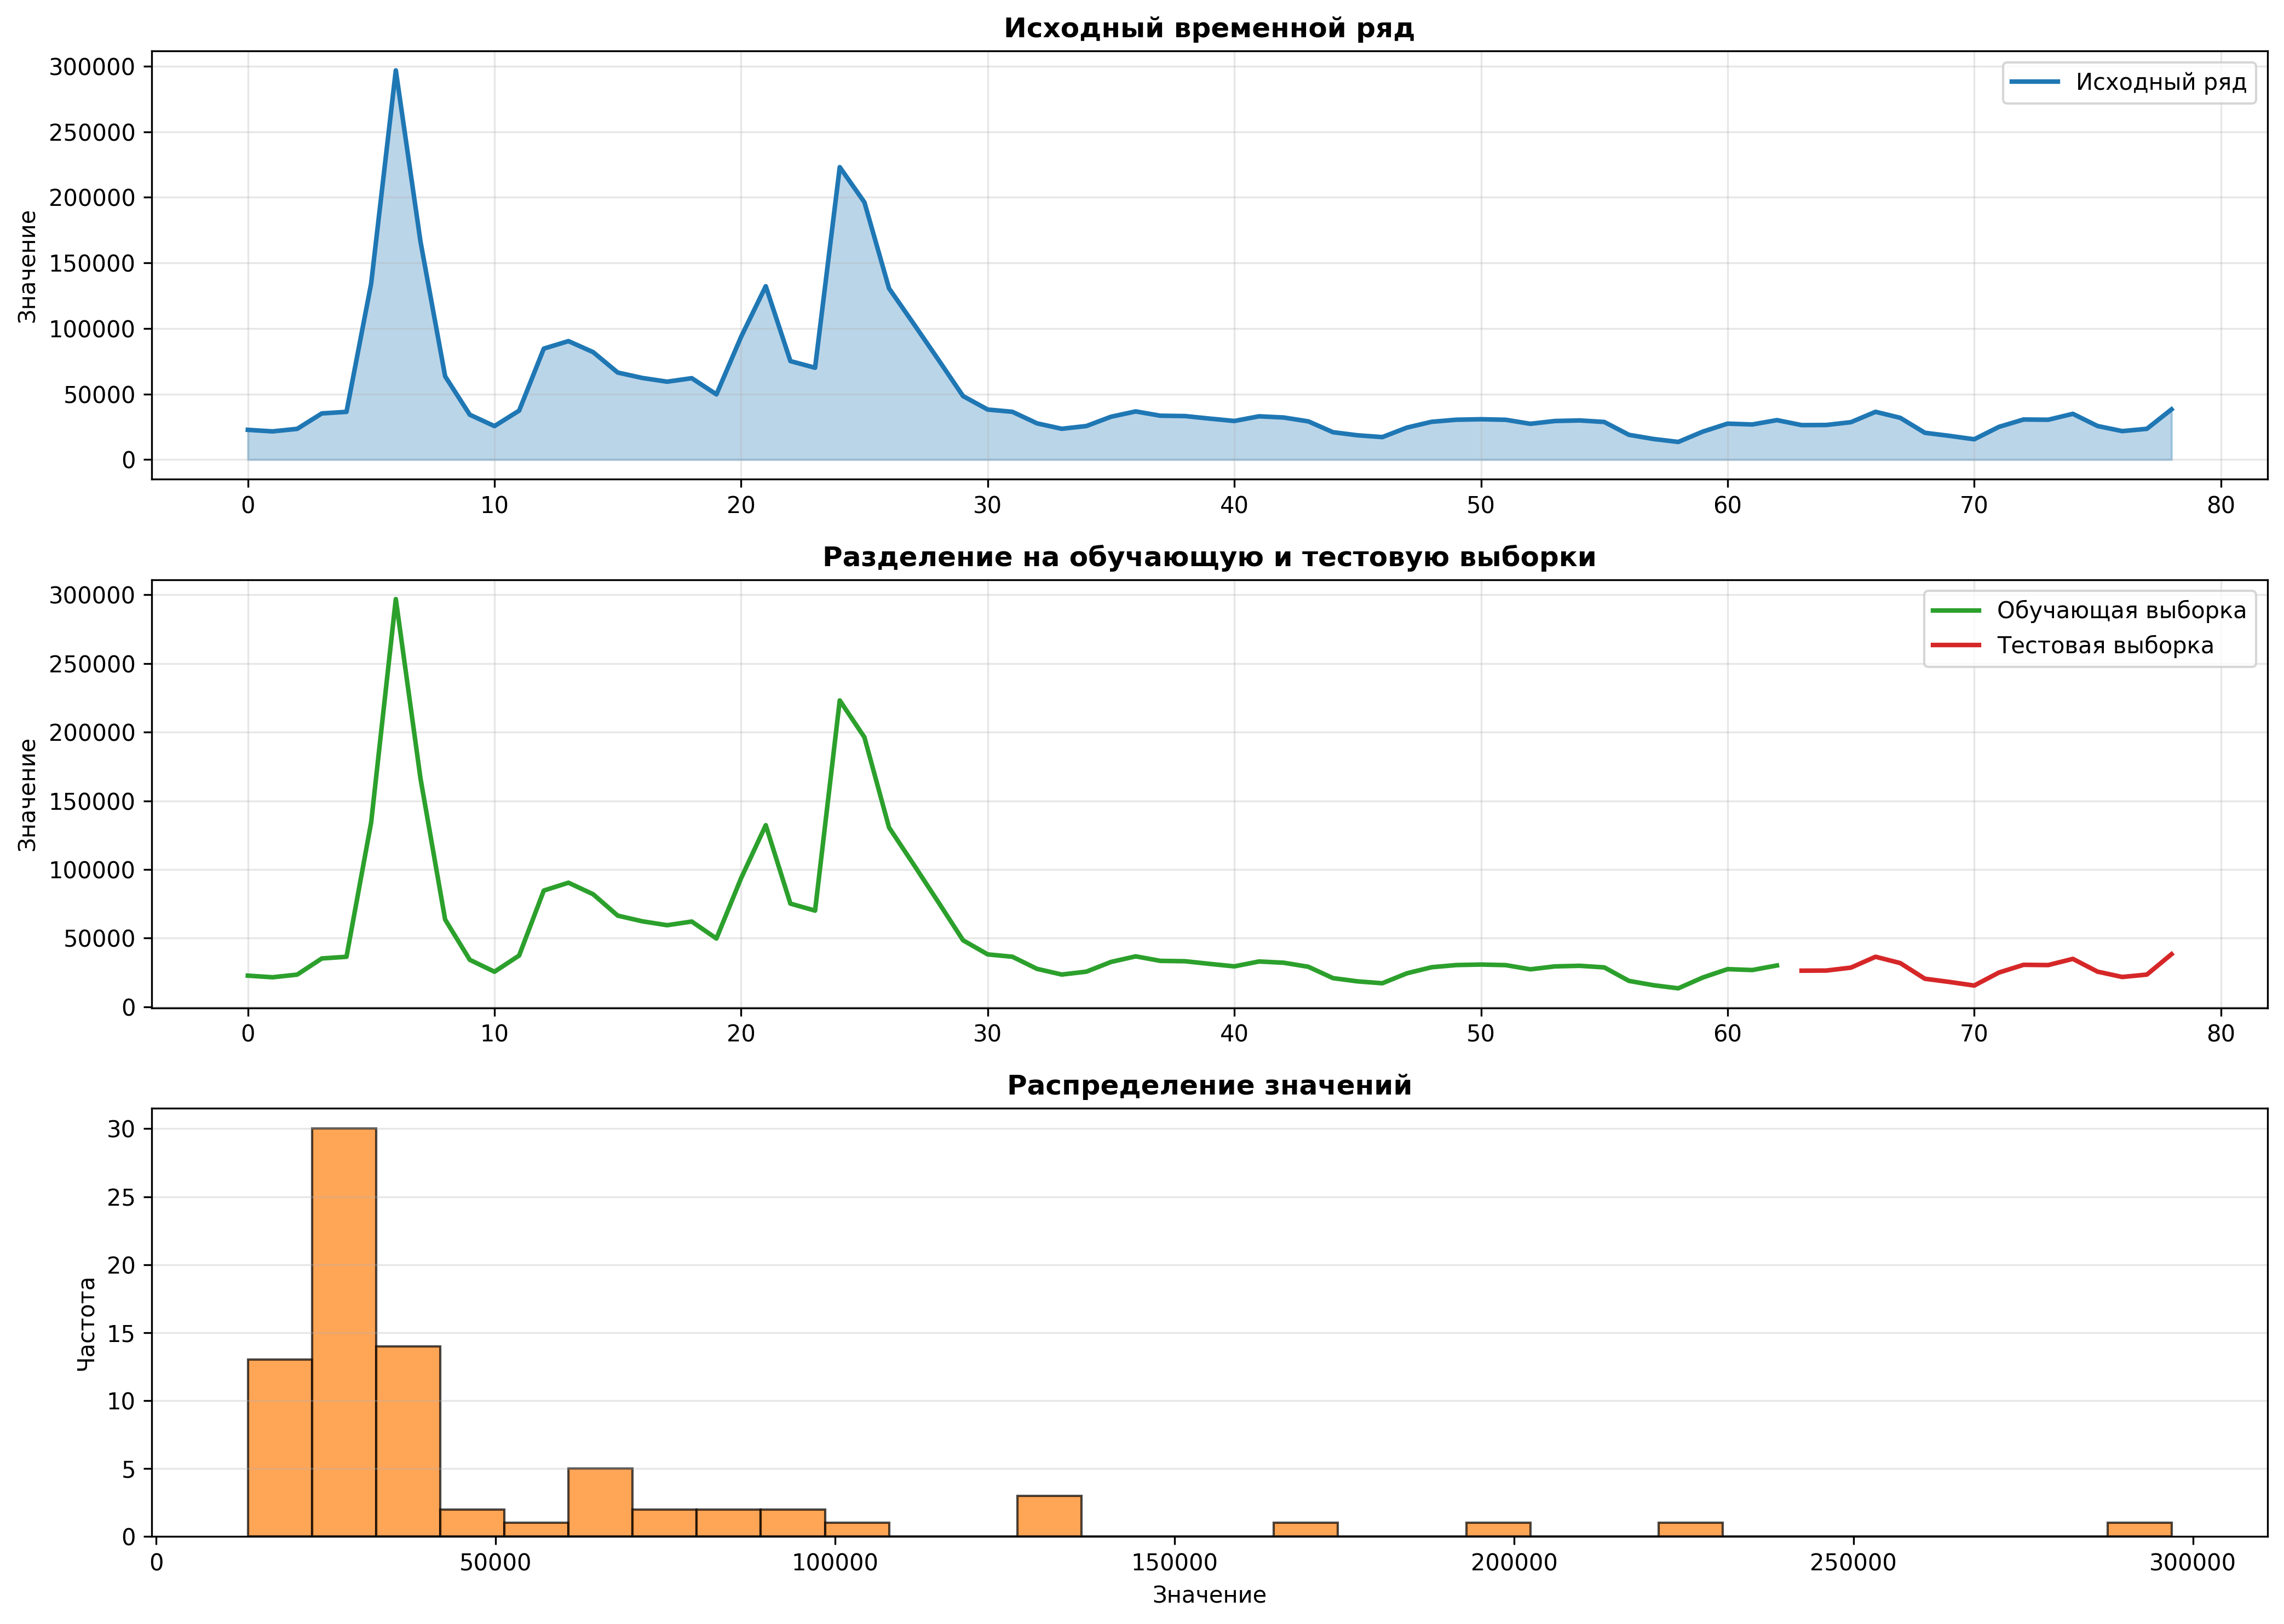 Исходный временной ряд
Значение
300000
250000
200000
150000
100000
50000
0
Исходный ряд
0 10 20 30 40 50 60 70 80
Разделение на обучающую и тестовую выборки
Значение
300000
250000
200000
150000
100000
50000
0
Обучающая выборка
Тестовая выборка
0 10 20 30 40 50 60 70 80
Распределение значений
Частота
30
25
20
15
10
5
0
0 50000 100000 150000 200000 250000 300000
Значение